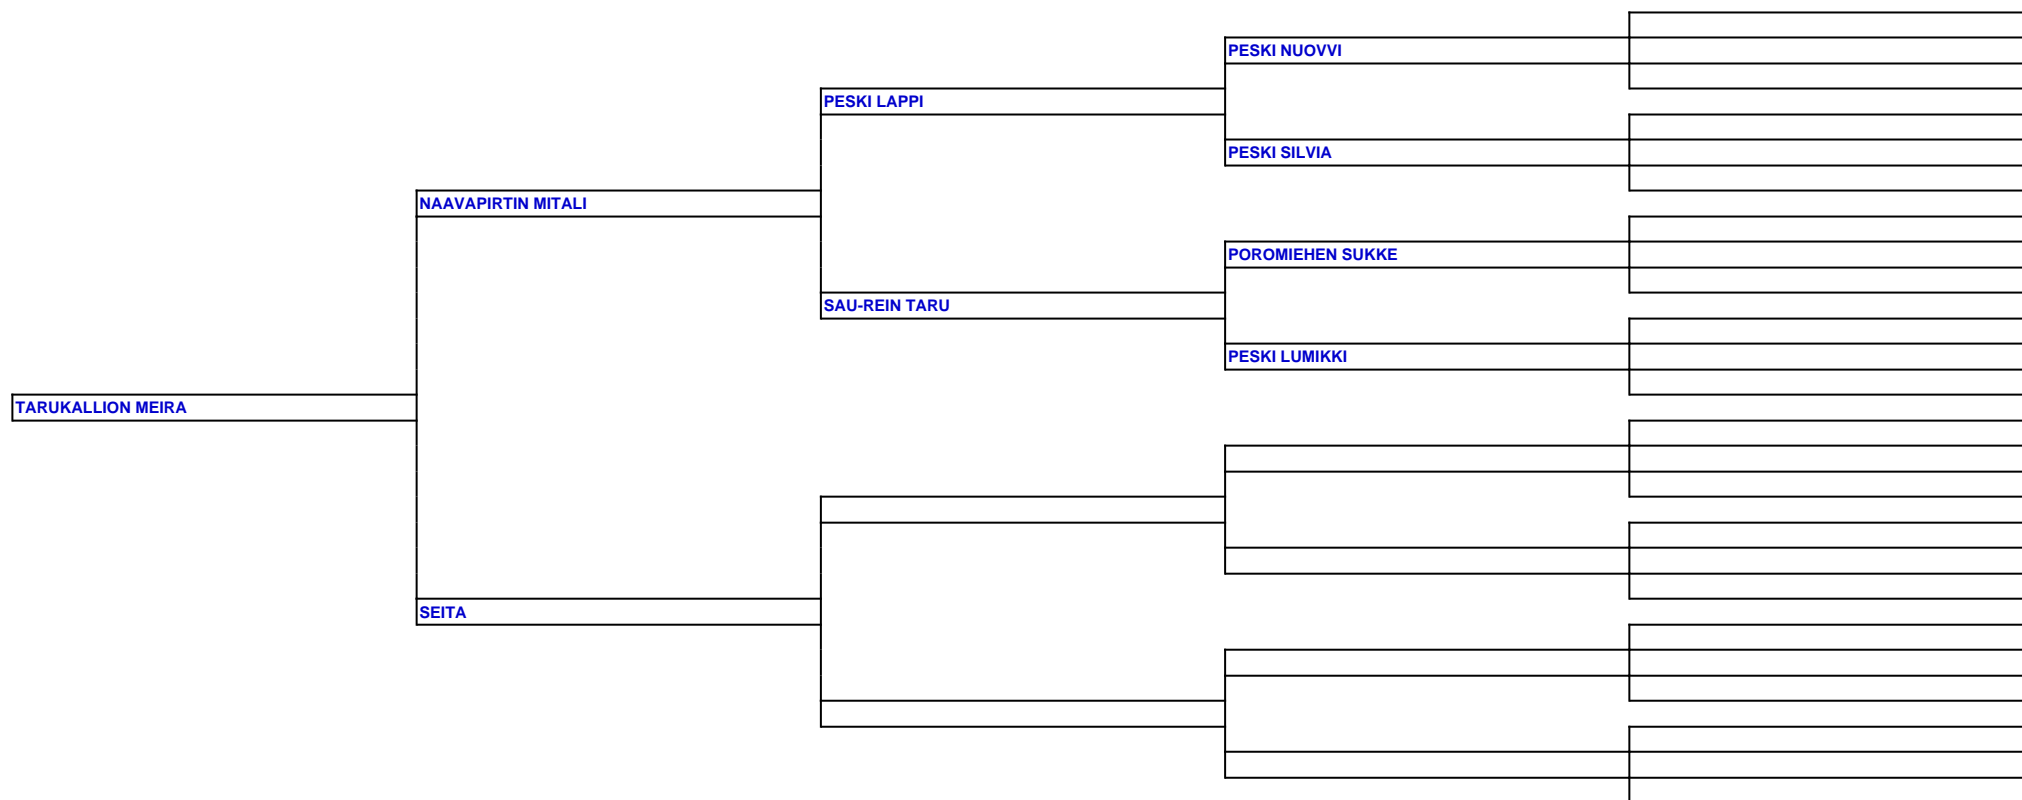 PESKI NUOVVI
PESKI LAPPI
PESKI SILVIA
NAAVAPIRTIN MITALI
POROMIEHEN SUKKE
SAU-REIN TARU
PESKI LUMIKKI
TARUKALLION MEIRA
SEITA